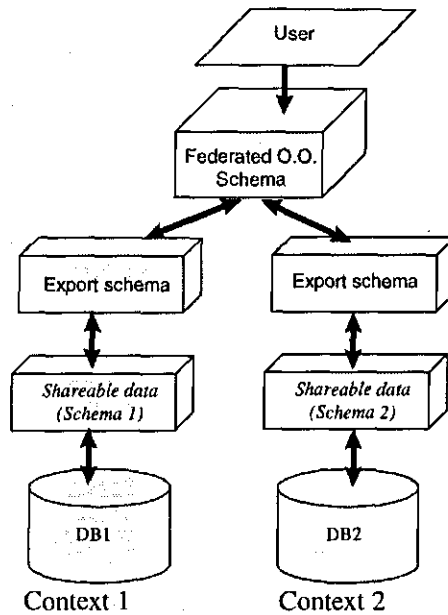 User
Federated O.O.
Schema
Export schema
Export schema
Shareable data
(Schema 1)
Shareable data
(Schema 2)
DB1
DB2
Context 1
Context 2